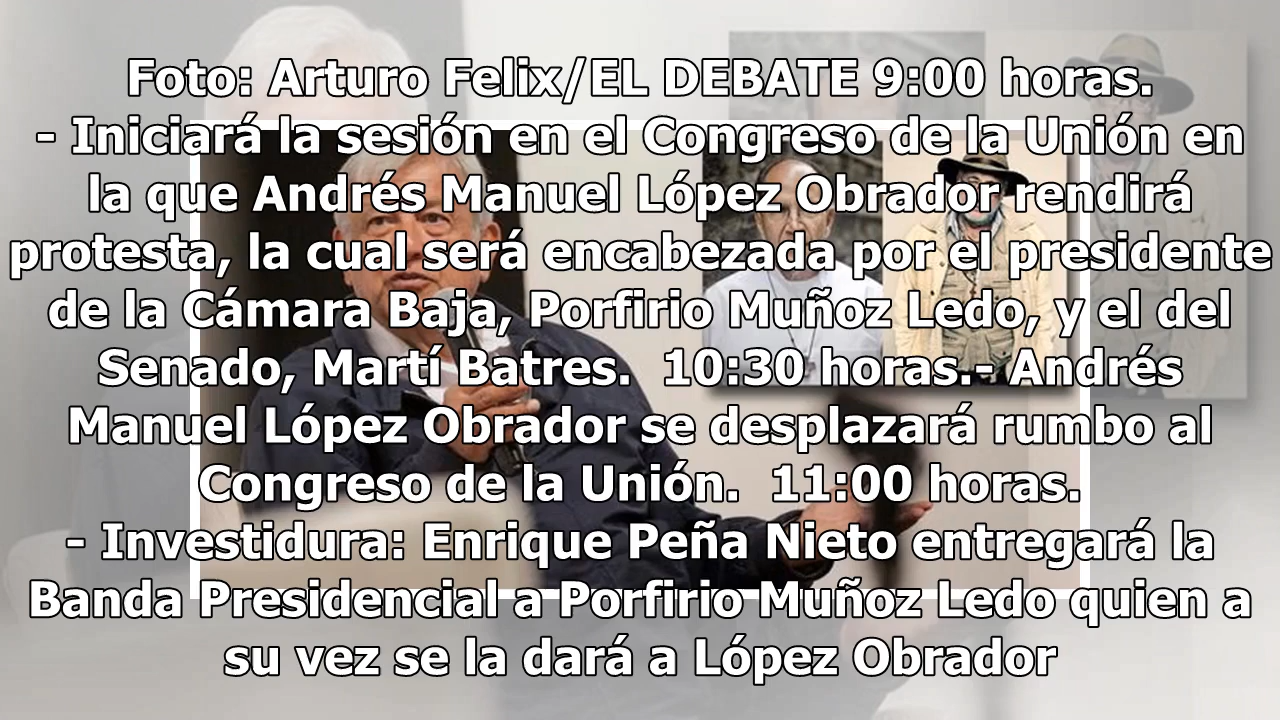 Foto: Arturo Felix/EL DEBATE 9:00 horas.
- Iniciará la sesión en el Congreso de la Unión en
la que Andrés Manuel López Obrador rendirá
protesta, la cual será encabezada por el presidente
de la Cámara Baja, Porfirio Muñoz Ledo, y el del
Senado, Martí Batres.  10:30 horas.- Andrés
Manuel López Obrador se desplazará rumbo al
Congreso de la Unión.  11:00 horas.
- Investidura: Enrique Peña Nieto entregará la
Banda Presidencial a Porfirio Muñoz Ledo quien a
su vez se la dará a López Obrador